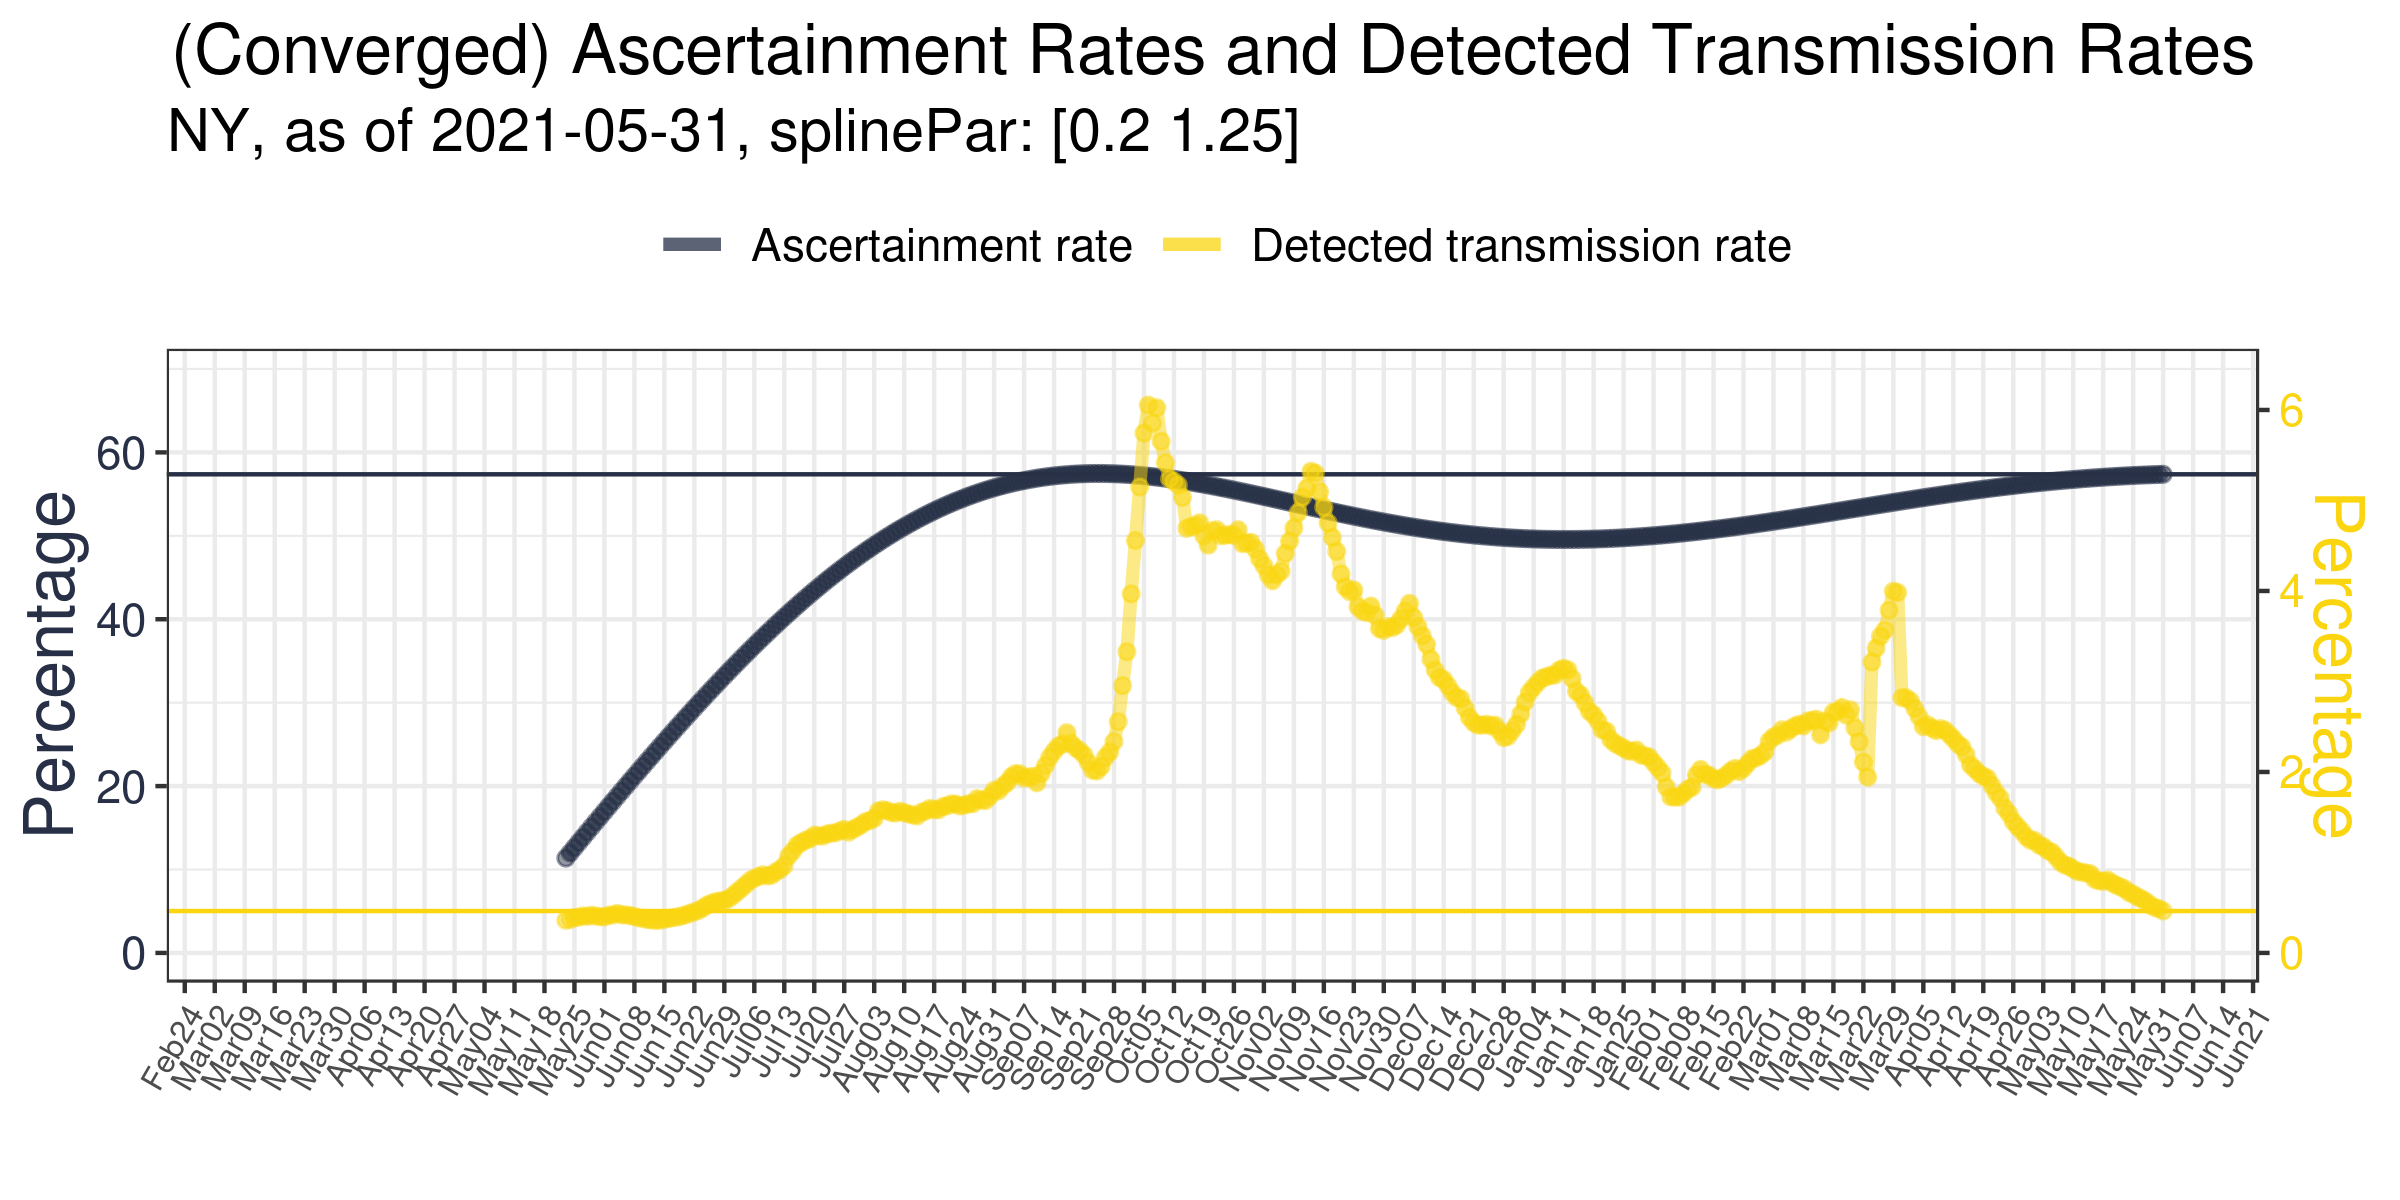 (Converged) Ascertainment Rates and Detected Transmission Rates
NY, as of 2021-05-31, splinePar: [0.2 1.25]
Ascertainment rate Detected transmission rate
Percentage
60
40
20
0
6
4
2
0
Percentage
Feb24 Mar02 Mar09 Mar16 Mar23 Mar30 Apr06 Apr13 Apr20 Apr27 May04 May11 May18 May25 Jun01 Jun08 Jun15 Jun22 Jun29 Jul06 Jul13 Jul20 Jul27 Aug03 Aug10 Aug17 Aug24 Aug31 Sep07 Sep14 Sep21 Sep28 Oct05 Oct12 Oct19 Oct26 Nov02 Nov09 Nov16 Nov23 Nov30 Dec07 Dec14 Dec21 Dec28 Jan04 Jan11 Jan18 Jan25 Feb01 Feb08 Feb15 Feb22 Mar01 Mar08 Mar15 Mar22 Mar29 Apr05 Apr12 Apr19 Apr26 May03 May10 May17 May24 May31 Jun07 Jun14 Jun21